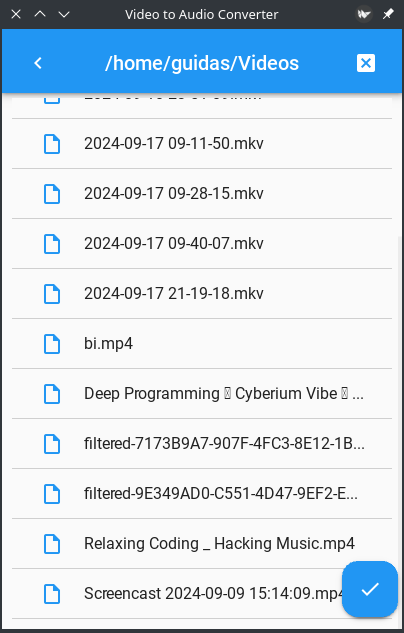 Video to Audio Converter
/home/guidas/Videos
2024-09-17 09-11-50.mkv
2024-09-17 09-28-15.mkv
2024-09-17 09-40-07.mkv
2024-09-17 21-19-18.mkv
bi.mp4
Deep Programming Cyberium Vibe ...
filtered-7173B9A7-907F-4FC3-8E12-1B...
filtered-9E349AD0-C551-4D47-9EF2-E...
Relaxing Coding _ Hacking Music.mp4
Screencast 2024-09-09 15:14:09.mp4